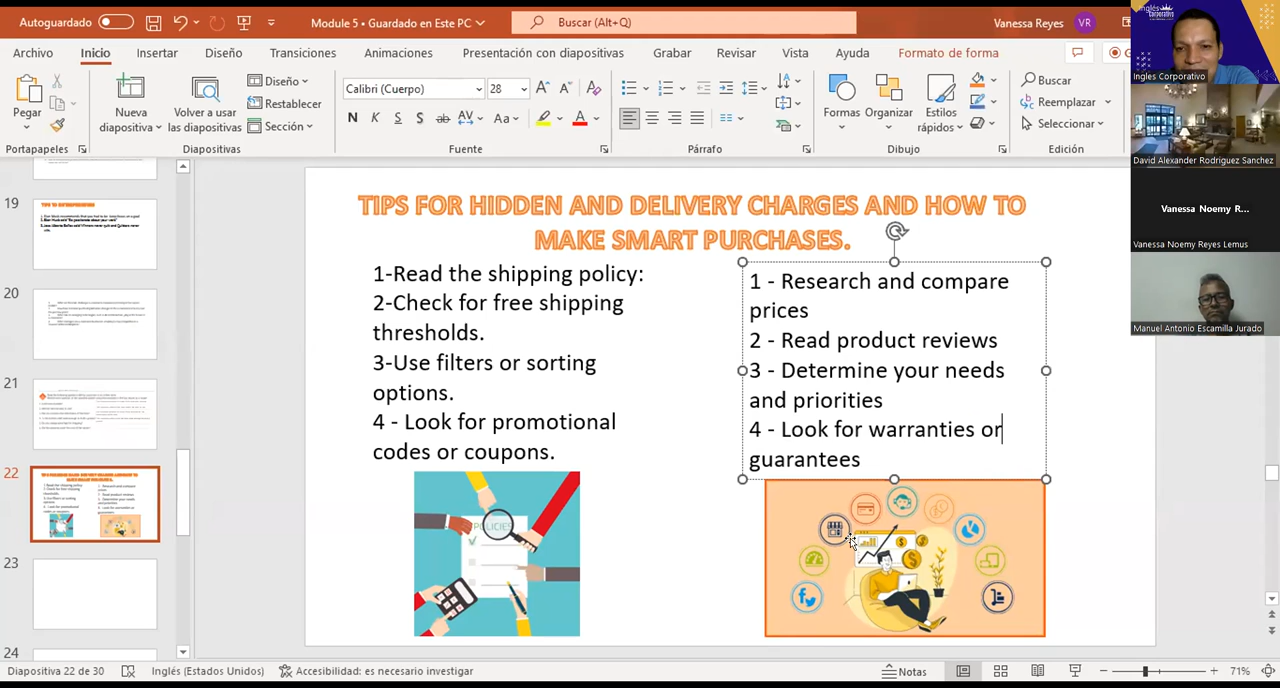 Autoguardado
Module 5 • Guardado en Este PC
Buscar (Alt+Q)
Vanessa Reyes
VR
Archivo
Inicio
Insertar
Diseño
Transiciones
Animaciones
Presentación con diapositivas
Grabar
Revisar
Vista
Ayuda
Formato de forma
Pegar
Portapapeles
Nueva
diapositiva
Volver a usar
las diapositivas
Diseño
Restablecer
Sección
Diapositivas
Calibri (Cuerpo)
28
N K S S ab AV Aa
Fuente
Párrafo
Formas
Organizar
Estilos
rápidos
Dibujo
Buscar
Reemplazar
Seleccionar
Edición
Inglés
Corporativo
Ingles Corporativo
David Alexander Rodriguez Sanchez
Vanessa Noemy R...
Vanessa Noemy Reyes Lemus
Manuel Antonio Escamilla Jurado
19
20
21
22
23
24
TIPS FOR HIDDEN AND DELIVERY CHARGES AND HOW TO
MAKE SMART PURCHASES.
1-Read the shipping policy:
2-Check for free shipping
thresholds.
3-Use filters or sorting
options.
4 - Look for promotional
codes or coupons.
1 - Research and compare
prices
2 - Read product reviews
3 - Determine your needs
and priorities
4 - Look for warranties or
guarantees
POLICIES
Diapositiva 22 de 30
Inglés (Estados Unidos)
Accesibilidad: es necesario investigar
Notas
71%